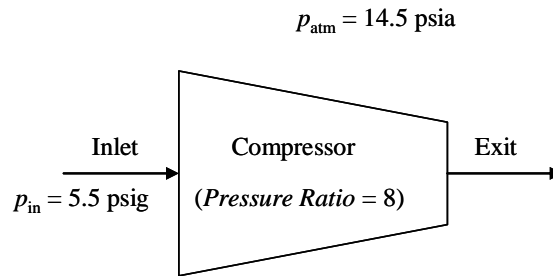 p_atm = 14.5 psia
Inlet
Compressor
Exit
p_in = 5.5 psig
(Pressure Ratio = 8)